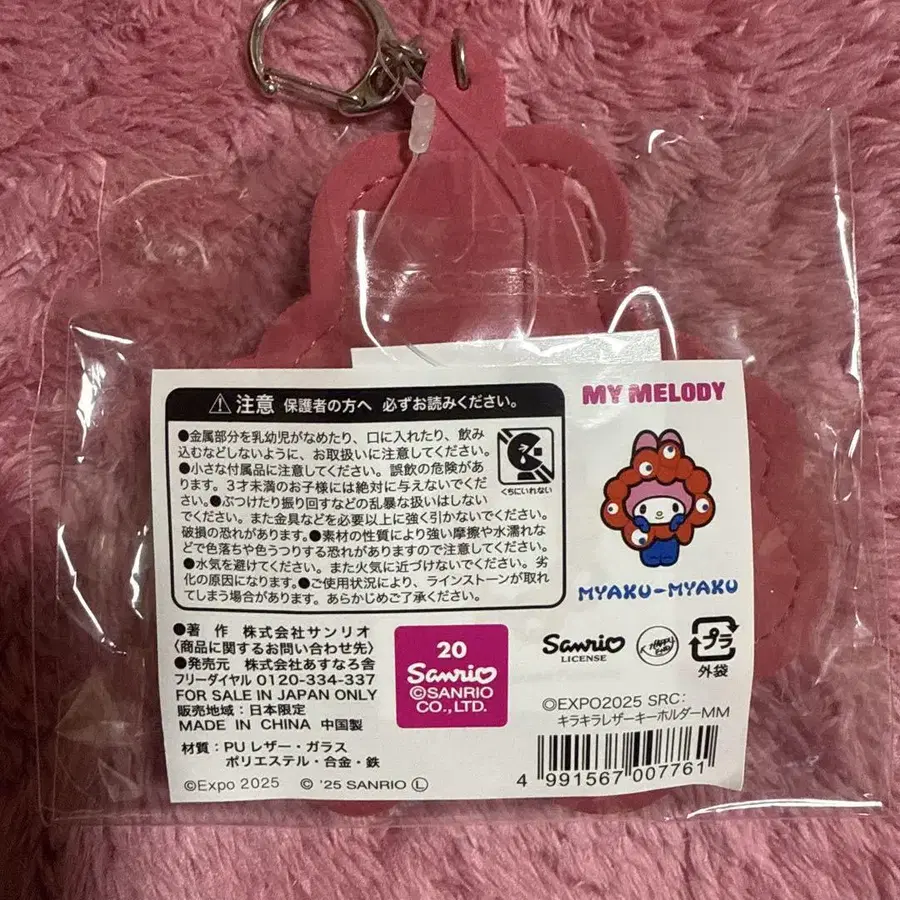 ⚠注意 保護者の方へ 必ずお読みください。
●金属部分を乳幼児がなめたり、口に入れたり、飲み
込むなどしないように、お取扱いに注意してください。
●小さな付属品に注意してください。誤飲の危険があ
ります。3才未満のお子様には絶対に与えないでくだ
さい。●ぶつけたり振り回すなどの乱暴な扱いはしない
でください。また金具などを必要以上に強く引かないでください。
破損の恐れがあります。●素材の性質により強い摩擦や水濡れな
どで色落ちや色うつりする恐れがありますので注意してください。
●水気を避けてください。また火気に近づけないでください。劣
化の原因になります。●ご使用状況により、ラインストーンが取れ
てしまう場合があります。あらかじめご了承ください。
くちにいれない
MY MELODY
MYAKU-MYAKU
●著 作 株式会社サンリオ
〈商品に関するお問い合わせ先〉
●発売元 株式会社あすなろ舎
フリーダイヤル 0120-334-337
FOR SALE IN JAPAN ONLY
販売地域:日本限定
MADE IN CHINA 中国製
材質:PUレザー・ガラス
ポリエステル・合金・鉄
©Expo 2025 © '25 SANRIO Ⓛ
20
Sanrio
©SANRIO
CO.,LTD.
Sanrio
LICENSE
プラ
外袋
©EXPO2025 SRC:
キラキラレザーキーホルダーMM
4 991567 007761